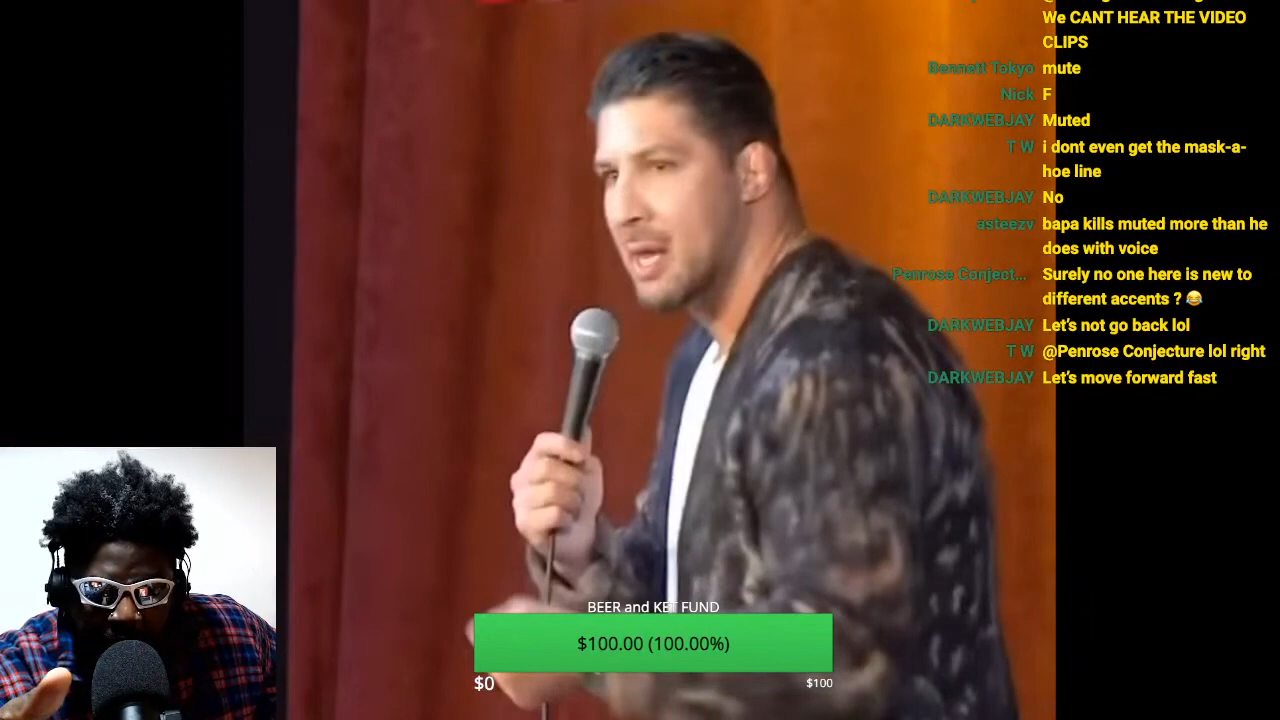 We CANT HEAR THE VIDEO
CLIPS
Bennett Tokyo mute
Nick F
DARKWEBJAY Muted
T W i dont even get the mask-a-
hoe line
DARKWEBJAY No
asteezv bapa kills muted more than he
does with voice
Penrose Conject... Surely no one here is new to
different accents ? 😂
DARKWEBJAY Let's not go back lol
T W @Penrose Conjecture lol right
DARKWEBJAY Let's move forward fast
BEER and KET FUND
$100.00 (100.00%)
$0 $100